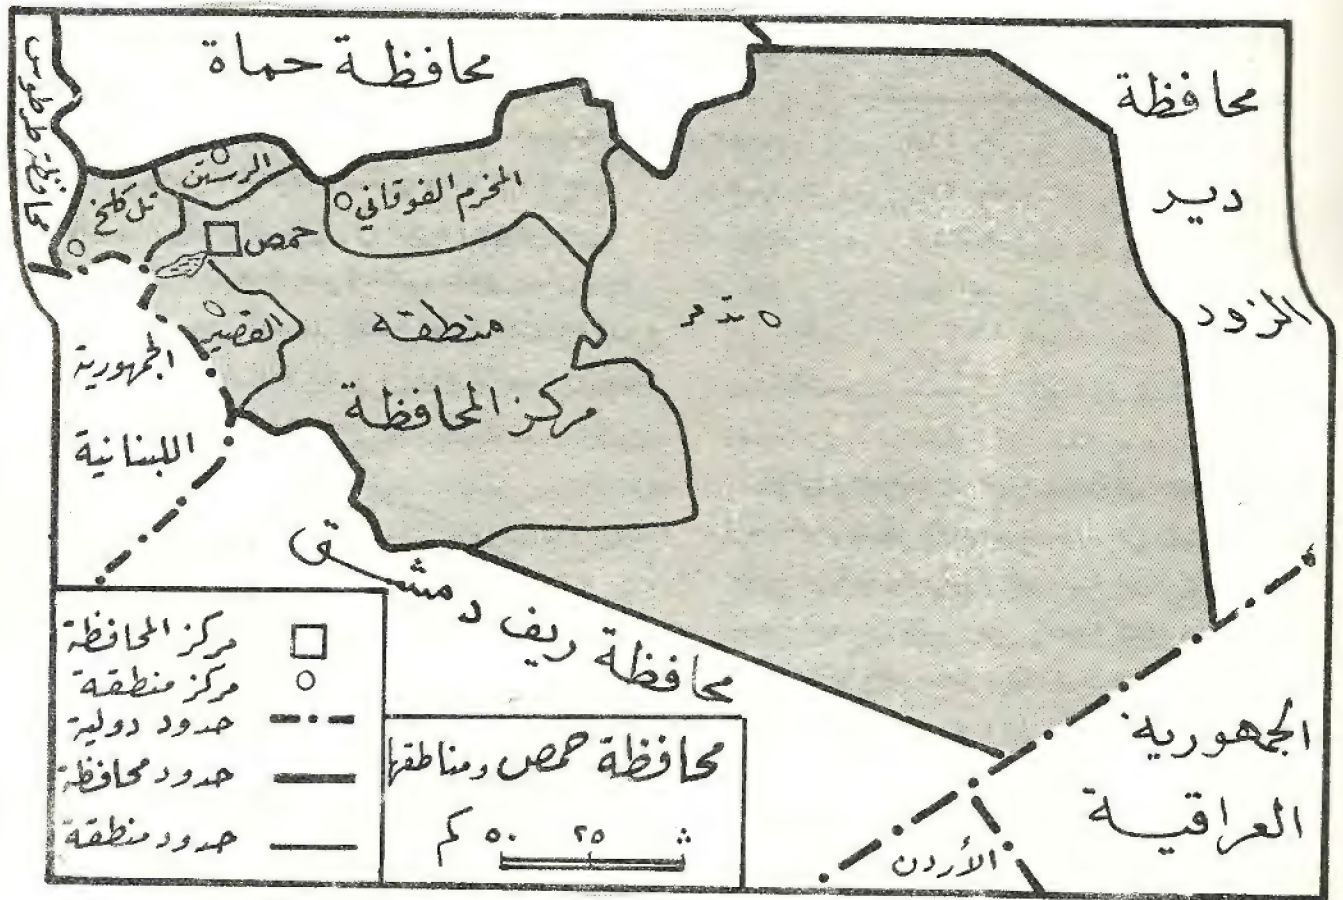 محافظة حماة
محافظة طرطوس
محافظة
دير
الزور
الرستن
تل كلخ
المخرم الفوقاني
حمص
القصير
تدمر
منطقة
مركز المحافظة
الجمهورية
اللبنانية
محافظة ريف دمشق
الجمهورية
العراقية
الأردن
مركز المحافظة
مركز منطقة
حدود دولية
حدود محافظة
حدود منطقة
محافظة حمص ومناطقها
٢٥ ٥٠ كم